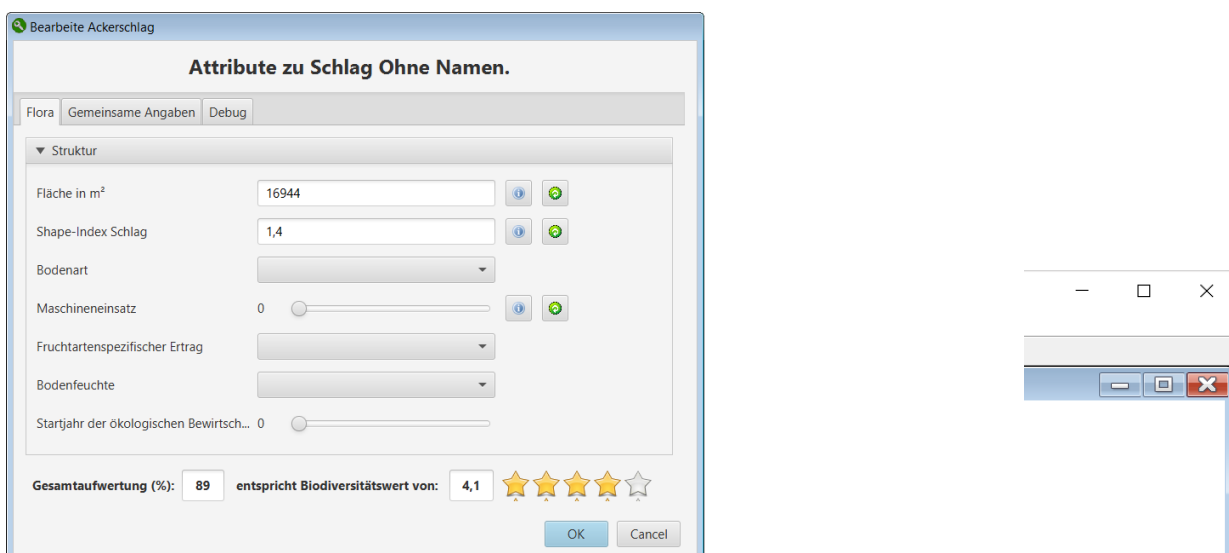 Bearbeite Ackerschlag
Attribute zu Schlag Ohne Namen.
Flora Gemeinsame Angaben Debug
Struktur
Fläche in m² 16944
Shape-Index Schlag 1,4
Bodenart
Maschineneinsatz 0
Fruchtartenspezifischer Ertrag
Bodenfeuchte
Startjahr der ökologischen Bewirtsch... 0
Gesamtaufwertung (%): 89 entspricht Biodiversitätswert von: 4,1
OK Cancel